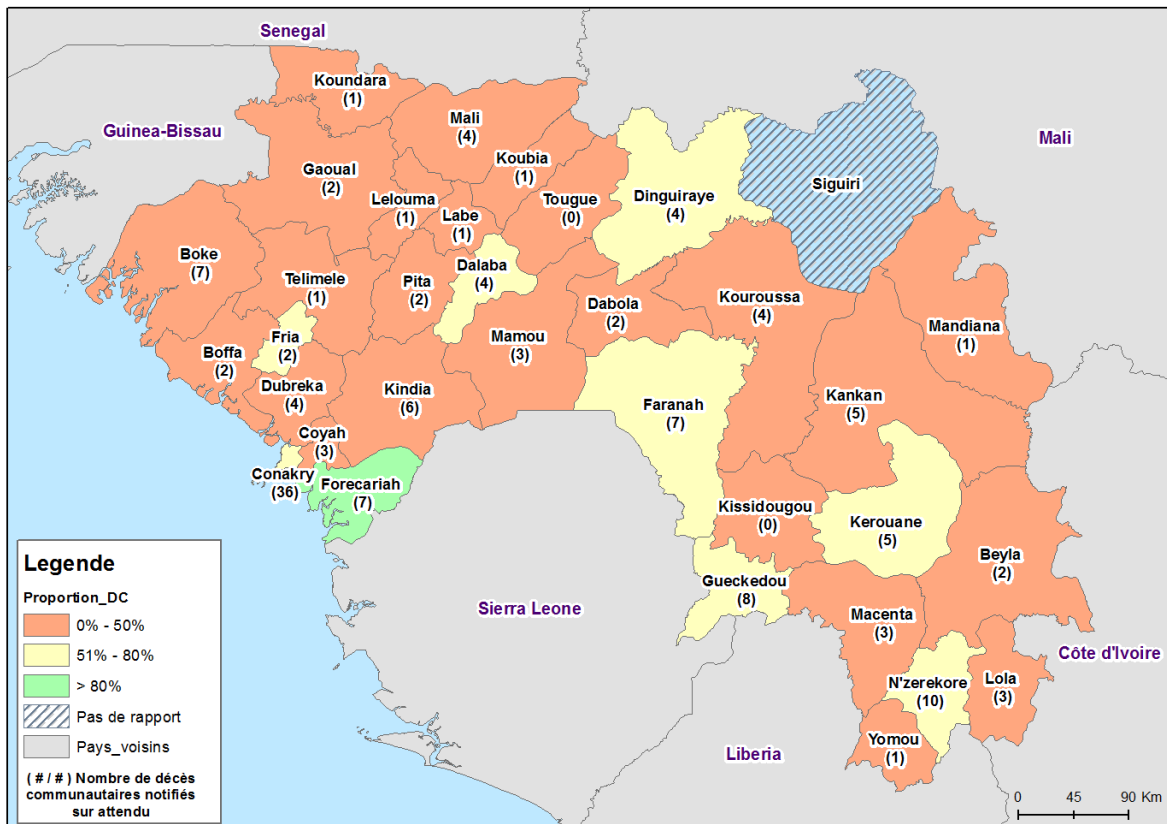 Senegal
Koundara
(1)
Guinea-Bissau
Mali
(4)
Mali
Koubia
(1)
Gaoual
(2)
Siguiri
Tougue
(0)
Dinguiraye
(4)
Lelouma
(1)
Labe
(1)
Boke
(7)
Dalaba
(4)
Telimele
(1)
Pita
(2)
Dabola
(2)
Kouroussa
(4)
Mandiana
(1)
Fria
(2)
Mamou
(3)
Boffa
(2)
Dubreka
(4)
Kindia
(6)
Kankan
(5)
Faranah
(7)
Coyah
(3)
Conakry
(36)
Forecariah
(7)
Kissidougou
(0)
Kerouane
(5)
Beyla
(2)
Gueckedou
(8)
Sierra Leone
Macenta
(3)
Côte d'Ivoire
N'zerekore
(10)
Lola
(3)
Yomou
(1)
Liberia
Legende
Proportion_DC
0% - 50%
51% - 80%
> 80%
Pas de rapport
Pays_voisins
( # / # ) Nombre de décès
communautaires notifiés
sur attendu
0 45 90 Km